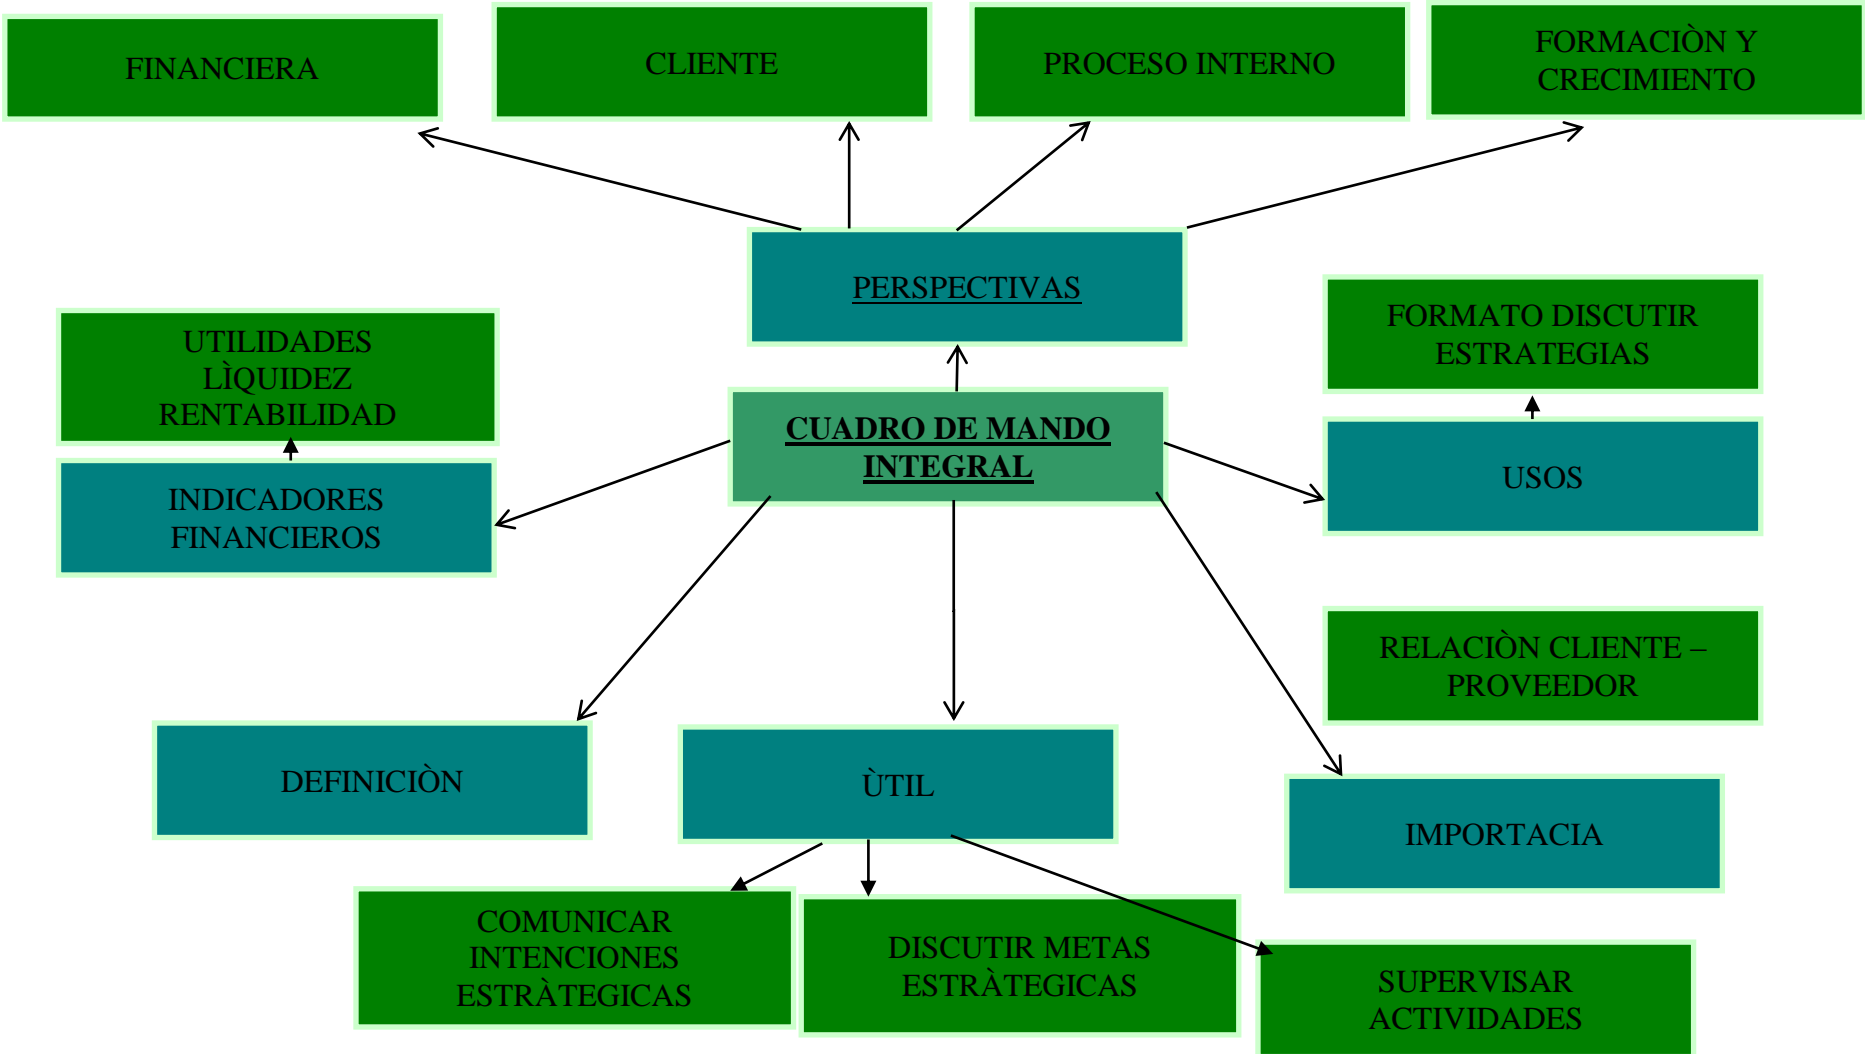 FINANCIERA
CLIENTE
PROCESO INTERNO
FORMACIÒN Y
CRECIMIENTO
PERSPECTIVAS
UTILIDADES
LÌQUIDEZ
RENTABILIDAD
FORMATO DISCUTIR
ESTRATEGIAS
CUADRO DE MANDO
INTEGRAL
INDICADORES
FINANCIEROS
USOS
RELACIÒN CLIENTE –
PROVEEDOR
DEFINICIÒN
ÙTIL
IMPORTACIA
COMUNICAR
INTENCIONES
ESTRÀTEGICAS
DISCUTIR METAS
ESTRÀTEGICAS
SUPERVISAR
ACTIVIDADES